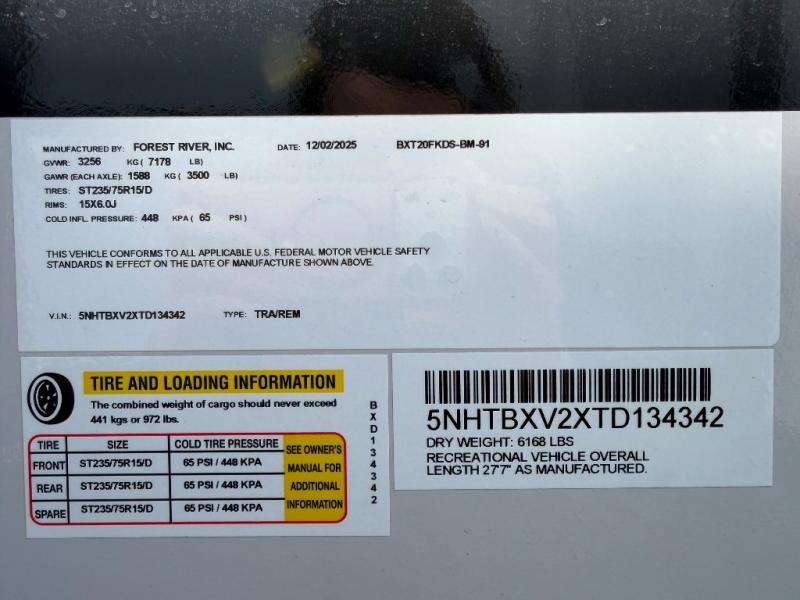 MANUFACTURED BY: FOREST RIVER, INC. DATE: 12/02/2025 BXT20FKDS-BM-91
GVWR: 3256 KG ( 7178 LB)
GAWR (EACH AXLE): 1588 KG ( 3500 LB)
TIRES: ST235/75R15/D
RIMS: 15X6.0J
COLD INFL. PRESSURE: 448 KPA ( 65 PSI )
THIS VEHICLE CONFORMS TO ALL APPLICABLE U.S. FEDERAL MOTOR VEHICLE SAFETY
STANDARDS IN EFFECT ON THE DATE OF MANUFACTURE SHOWN ABOVE.
V.I.N.: 5NHTBXV2XTD134342 TYPE: TRA/REM
TIRE AND LOADING INFORMATION
The combined weight of cargo should never exceed
441 kgs or 972 lbs.
TIRE SIZE COLD TIRE PRESSURE
FRONT ST235/75R15/D 65 PSI / 448 KPA
REAR ST235/75R15/D 65 PSI / 448 KPA
SPARE ST235/75R15/D 65 PSI / 448 KPA
SEE OWNER'S
MANUAL FOR
ADDITIONAL
INFORMATION
BXD134342
5NHTBXV2XTD134342
DRY WEIGHT: 6168 LBS
RECREATIONAL VEHICLE OVERALL
LENGTH 27'7" AS MANUFACTURED.